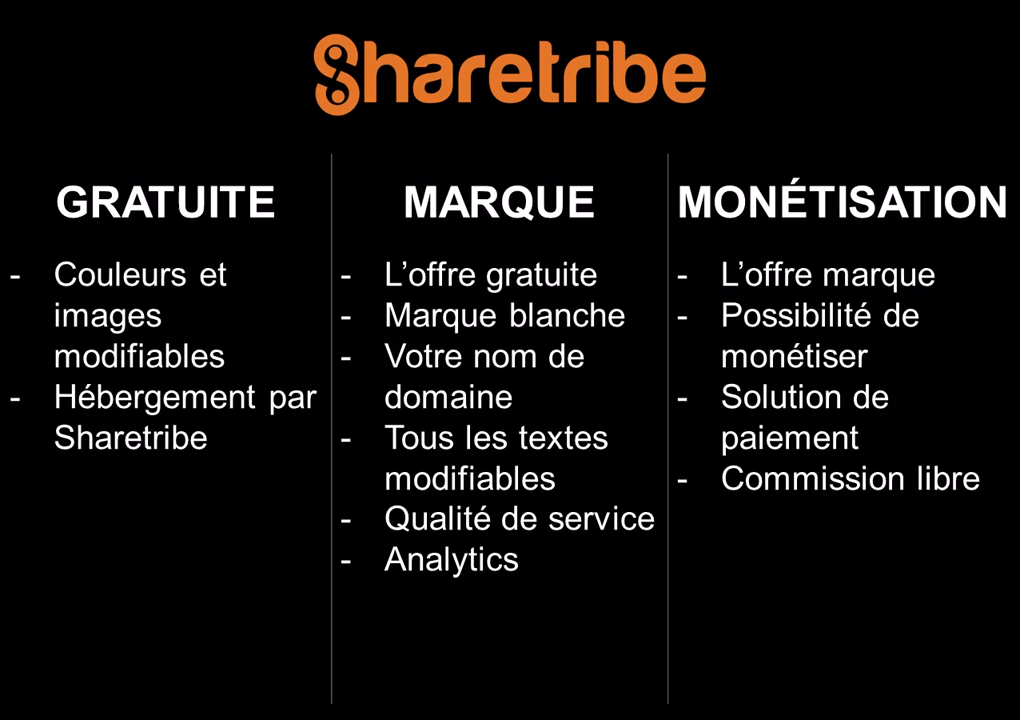 Sharetribe
GRATUITE
- Couleurs et
images
modifiables
- Hébergement par
Sharetribe
MARQUE
- L’offre gratuite
- Marque blanche
- Votre nom de
domaine
- Tous les textes
modifiables
- Qualité de service
- Analytics
MONÉTISATION
- L’offre marque
- Possibilité de
monétiser
- Solution de
paiement
- Commission libre